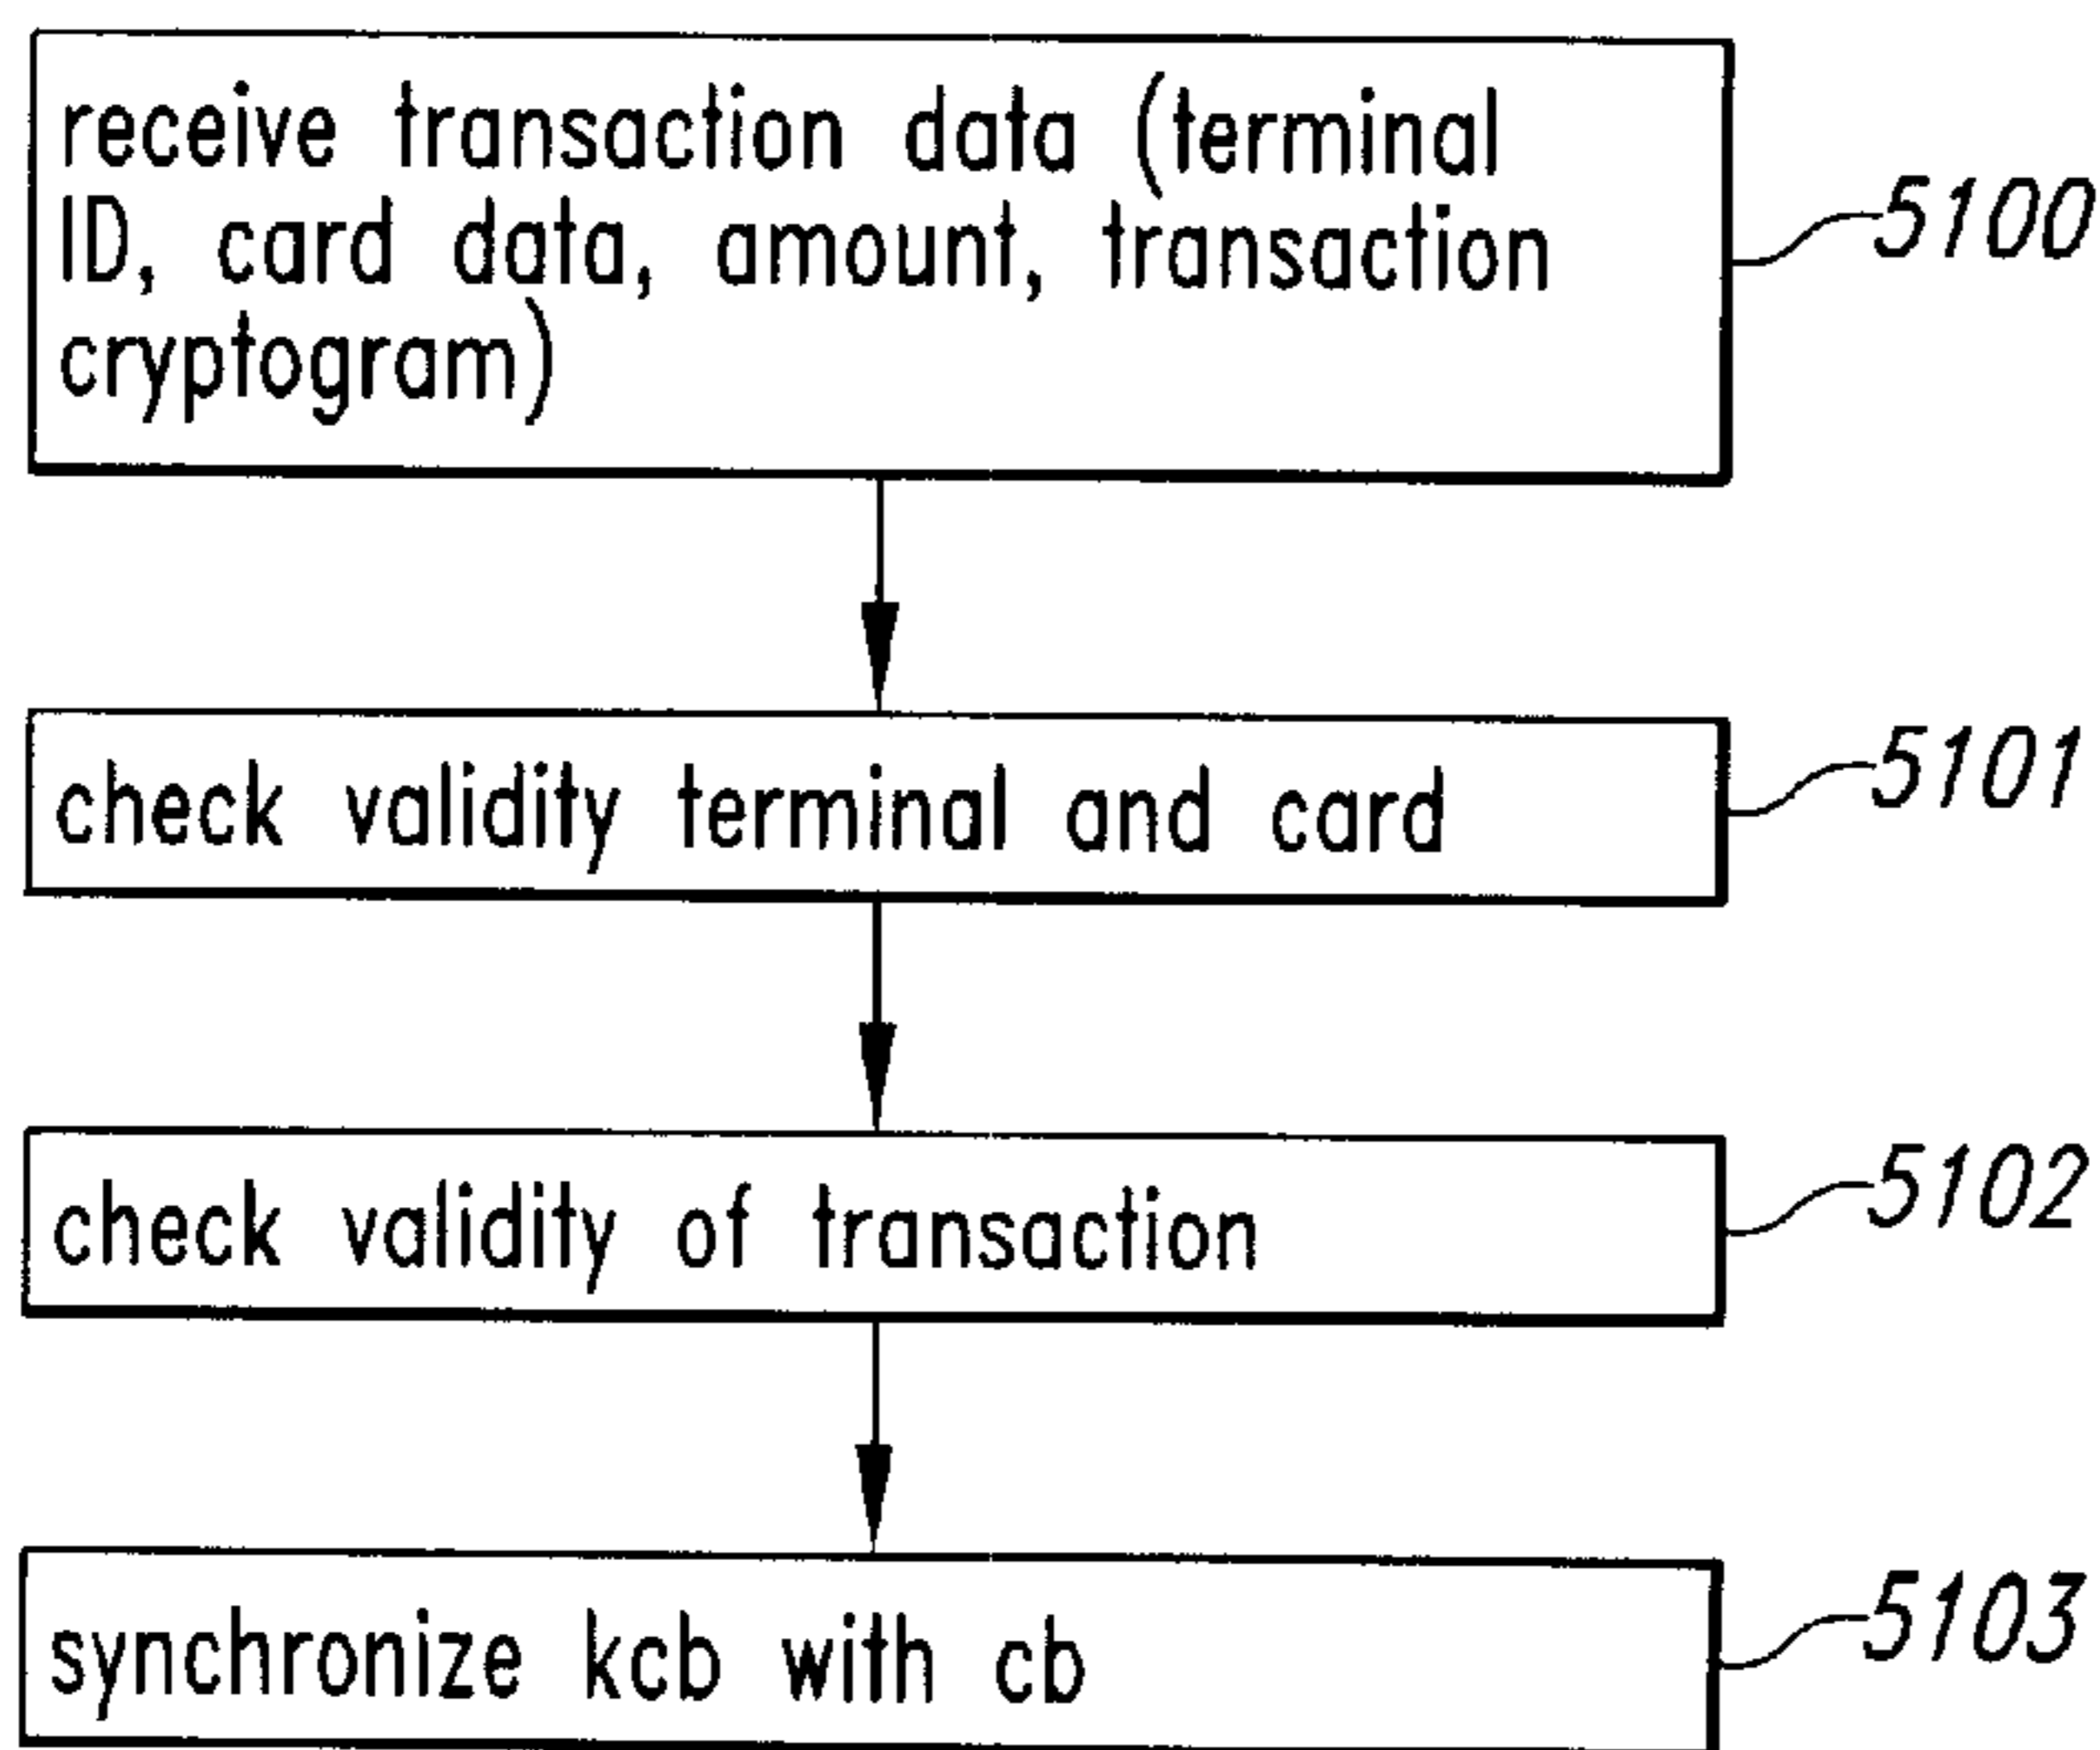 receive transaction data (terminal
ID, card data, amount, transaction
cryptogram)
5100
check validity terminal and card
5101
check validity of transaction
5102
synchronize kcb with cb
5103